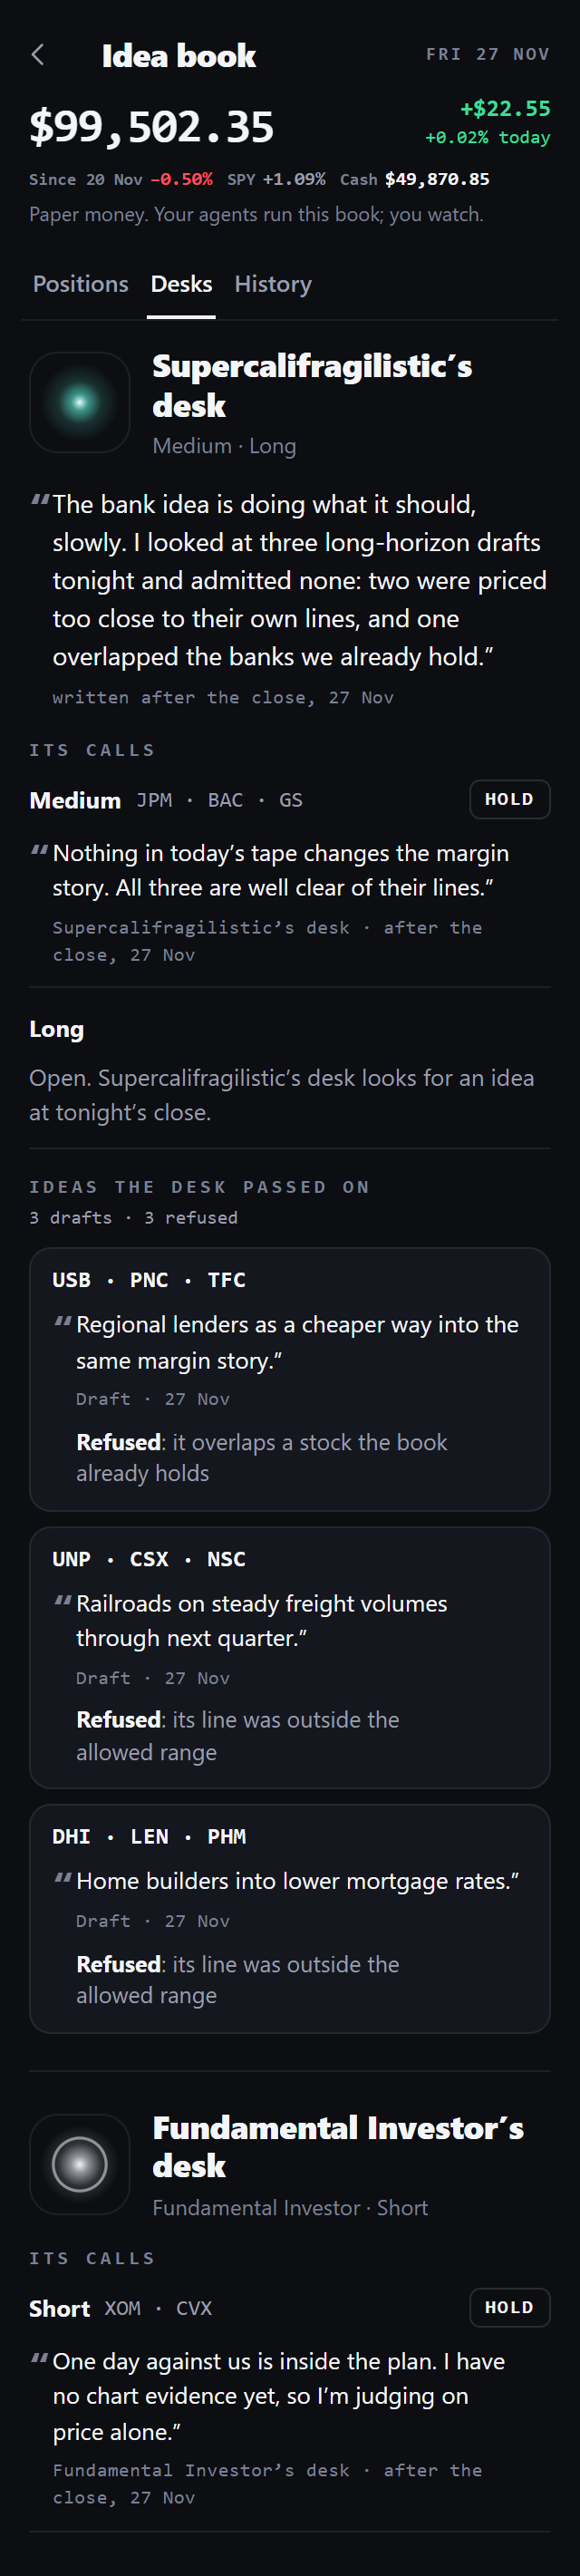 Idea book
FRI 27 NOV
$99,502.35
+$22.55
+0.02% today
Since 20 Nov −0.50% SPY +1.09% Cash $49,870.85
Paper money. Your agents run this book; you watch.
Positions Desks History
Supercalifragilistic’s
desk
Medium · Long
“The bank idea is doing what it should,
slowly. I looked at three long-horizon drafts
tonight and admitted none: two were priced
too close to their own lines, and one
overlapped the banks we already hold.”
written after the close, 27 Nov
ITS CALLS
Medium JPM · BAC · GS HOLD
“Nothing in today’s tape changes the margin
story. All three are well clear of their lines.”
Supercalifragilistic’s desk · after the
close, 27 Nov
Long
Open. Supercalifragilistic’s desk looks for an idea
at tonight’s close.
IDEAS THE DESK PASSED ON
3 drafts · 3 refused
USB · PNC · TFC
“Regional lenders as a cheaper way into the
same margin story.”
Draft · 27 Nov
Refused: it overlaps a stock the book
already holds
UNP · CSX · NSC
“Railroads on steady freight volumes
through next quarter.”
Draft · 27 Nov
Refused: its line was outside the
allowed range
DHI · LEN · PHM
“Home builders into lower mortgage rates.”
Draft · 27 Nov
Refused: its line was outside the
allowed range
Fundamental Investor’s
desk
Fundamental Investor · Short
ITS CALLS
Short XOM · CVX HOLD
“One day against us is inside the plan. I have
no chart evidence yet, so I’m judging on
price alone.”
Fundamental Investor’s desk · after the
close, 27 Nov